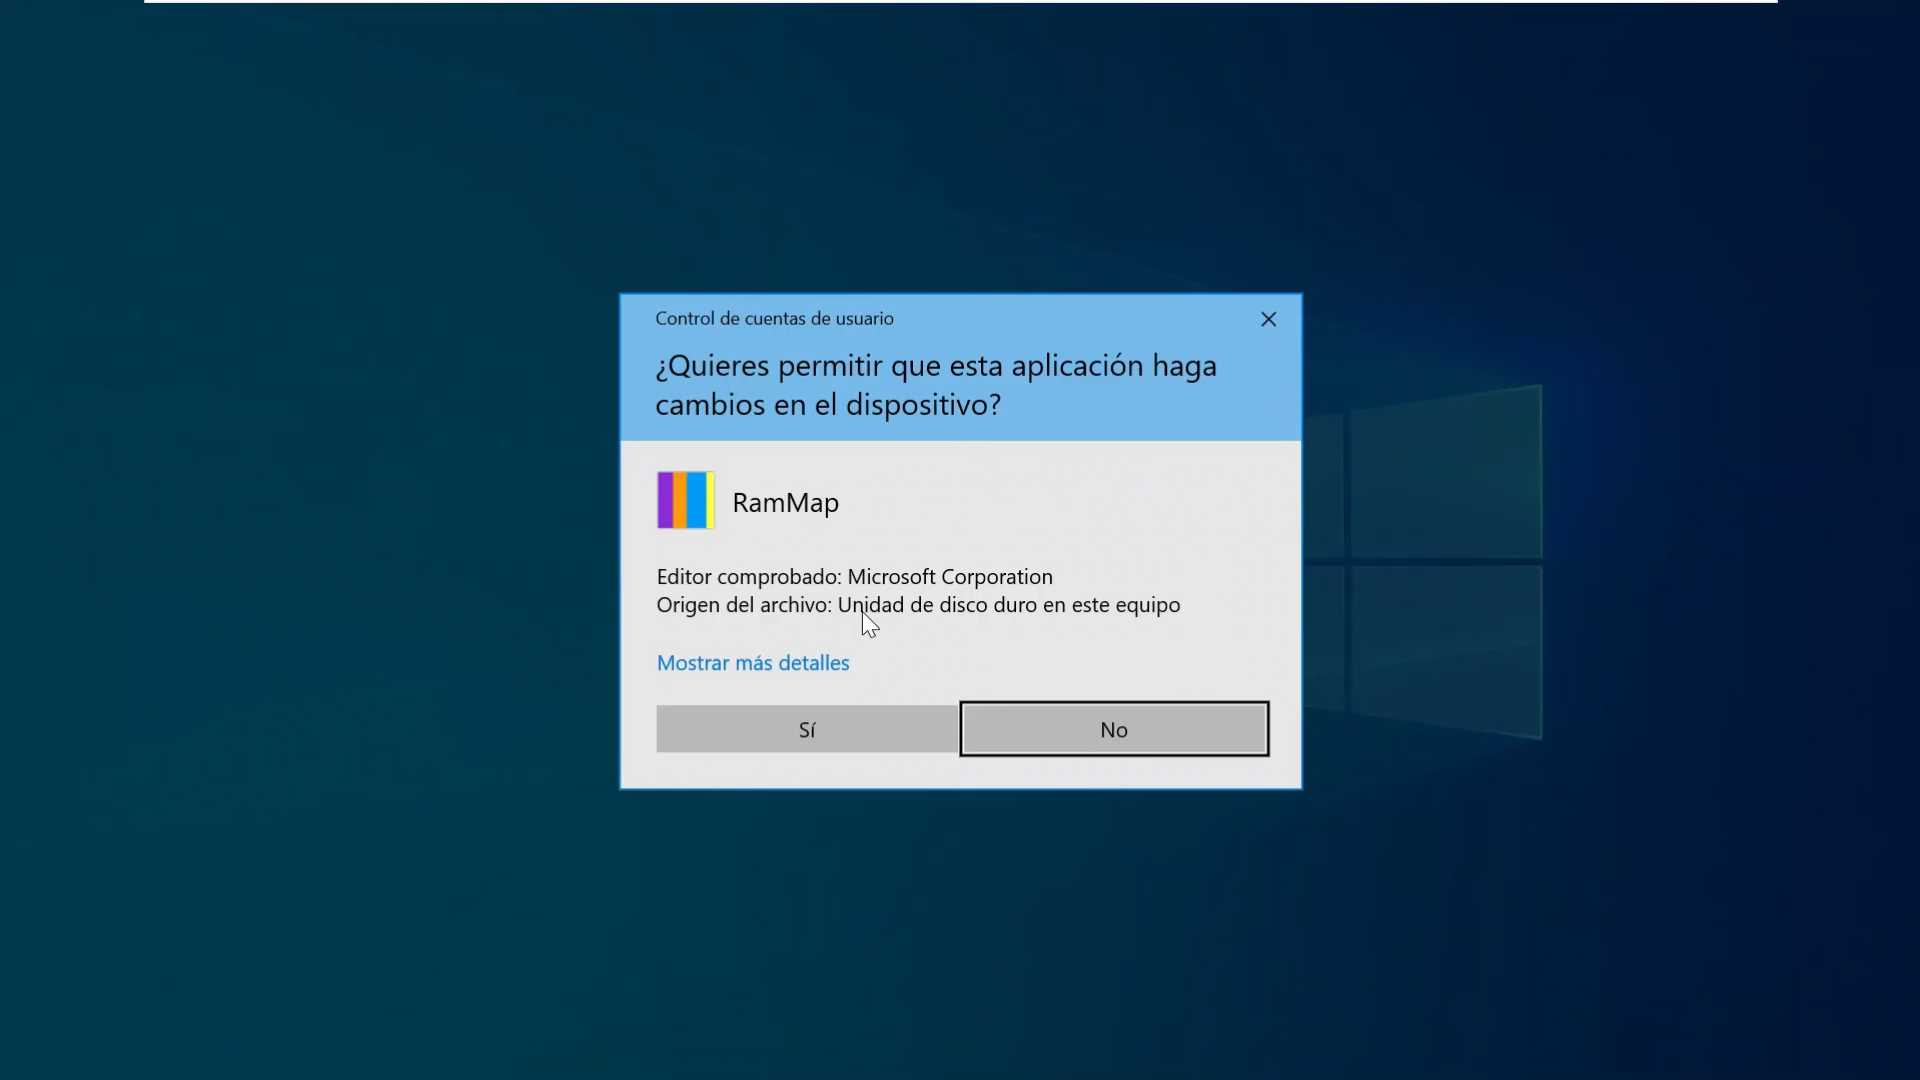 Control de cuentas de usuario
¿Quieres permitir que esta aplicación haga
cambios en el dispositivo?
RamMap
Editor comprobado: Microsoft Corporation
Origen del archivo: Unidad de disco duro en este equipo
Mostrar más detalles
Sí
No